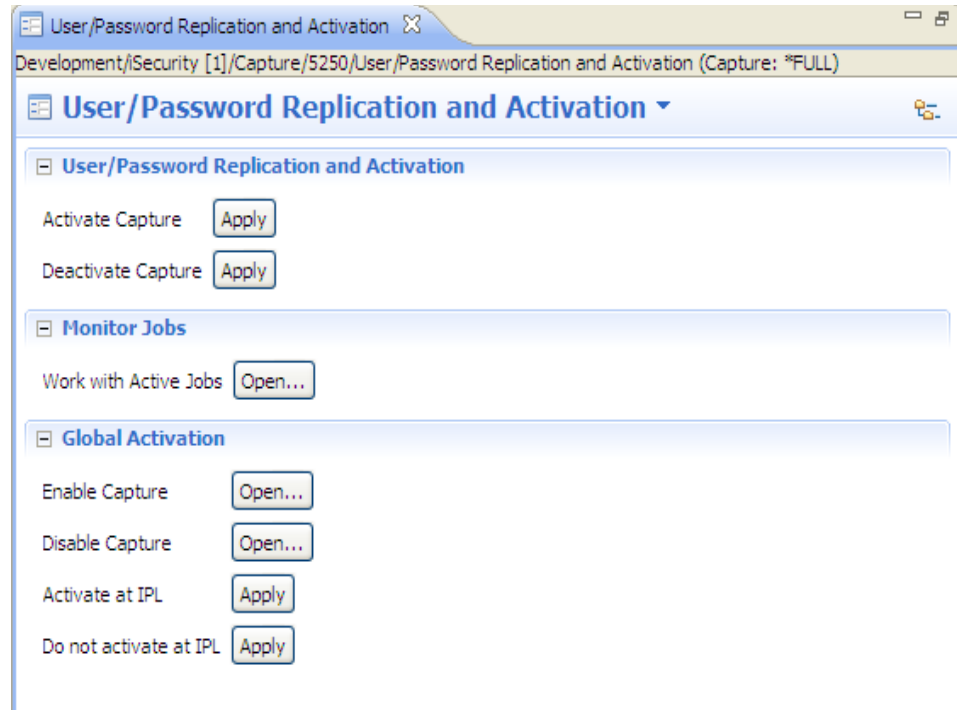 User/Password Replication and Activation
Development/iSecurity [1]/Capture/5250/User/Password Replication and Activation (Capture: *FULL)
User/Password Replication and Activation
User/Password Replication and Activation
Activate Capture Apply
Deactivate Capture Apply
Monitor Jobs
Work with Active Jobs Open...
Global Activation
Enable Capture Open...
Disable Capture Open...
Activate at IPL Apply
Do not activate at IPL Apply